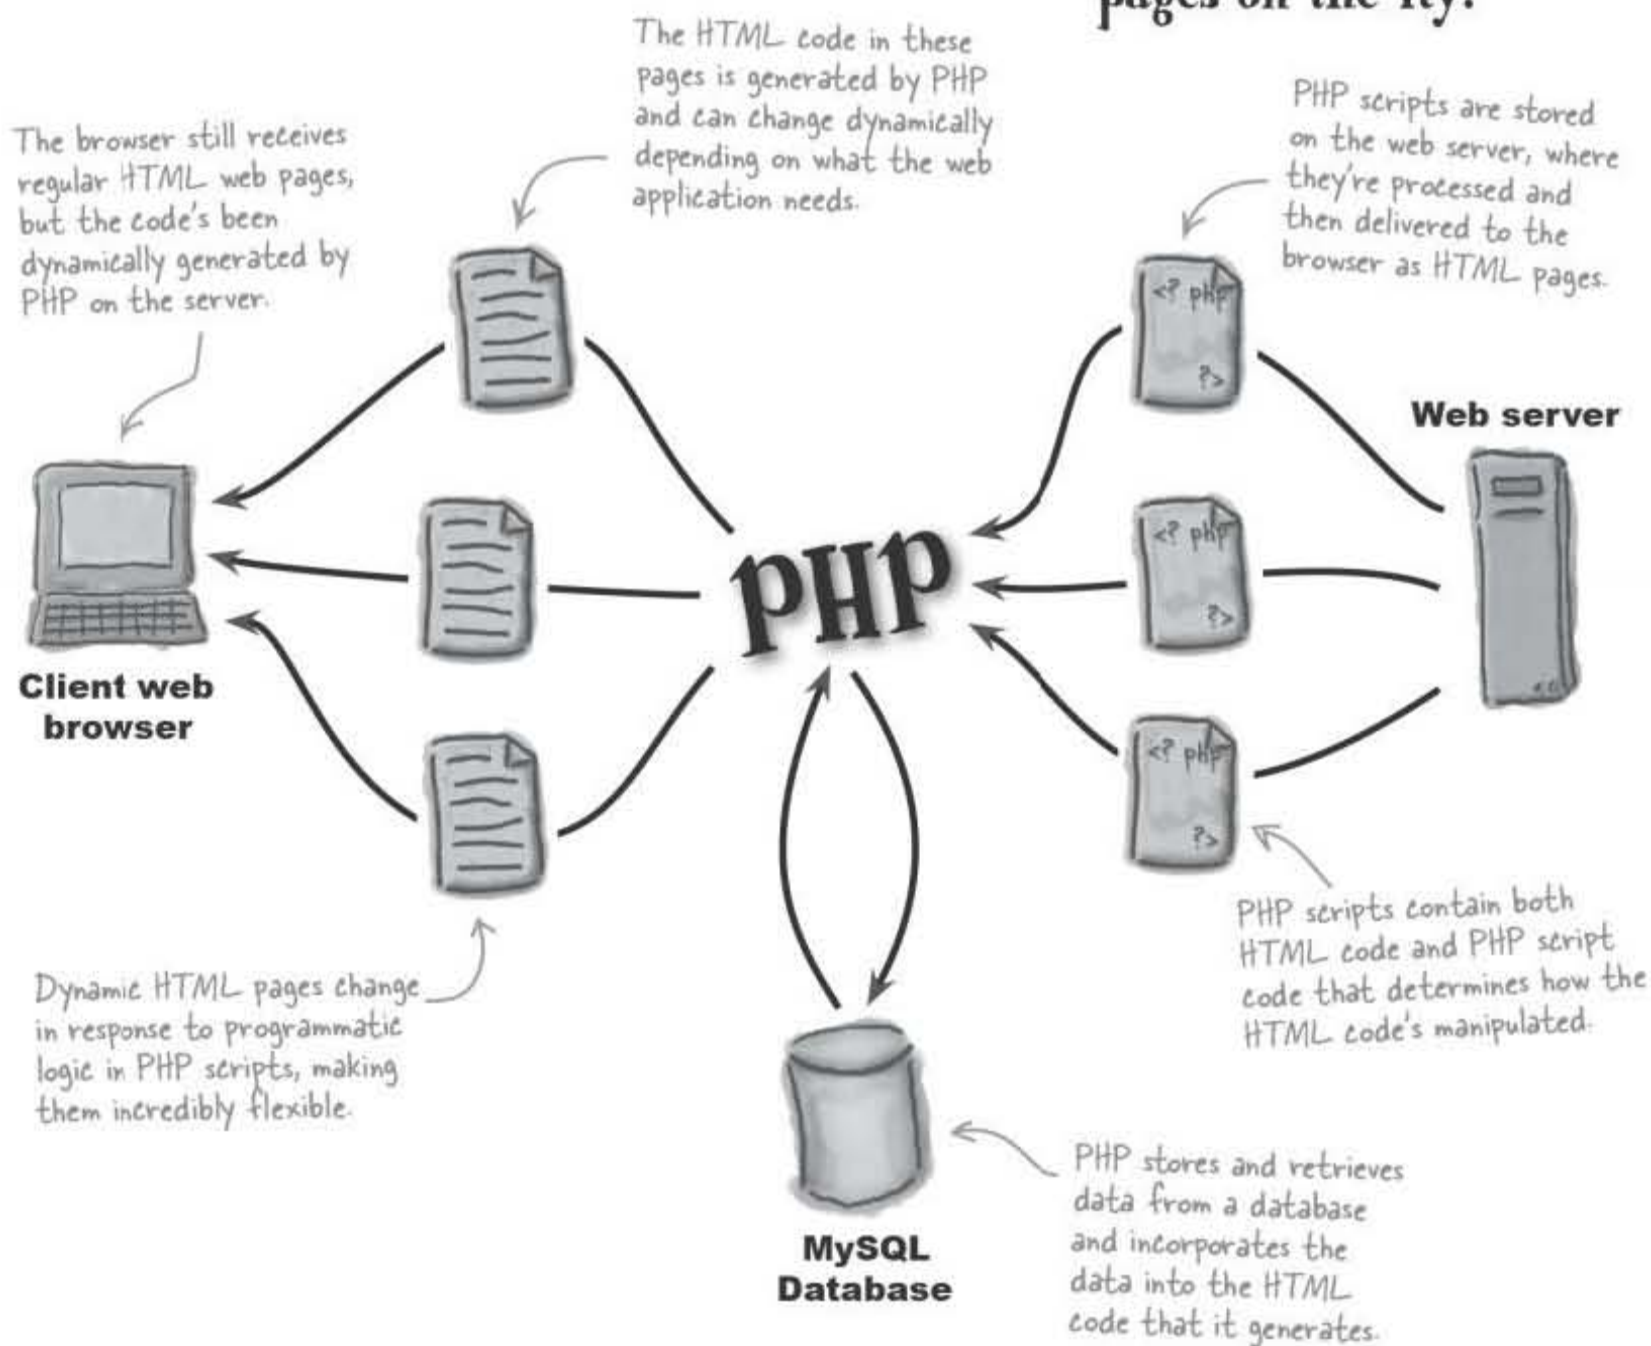 pages on the fly!
The HTML code in these
pages is generated by PHP
and can change dynamically
depending on what the web
application needs.
PHP scripts are stored
on the web server, where
they're processed and
then delivered to the
browser as HTML pages.
The browser still receives
regular HTML web pages,
but the code's been
dynamically generated by
PHP on the server.
<? php
?>
Web server
<? php
?>
PHP
Client web
browser
<? php
?>
PHP scripts contain both
HTML code and PHP script
code that determines how the
HTML code's manipulated.
Dynamic HTML pages change
in response to programmatic
logic in PHP scripts, making
them incredibly flexible.
MySQL
Database
PHP stores and retrieves
data from a database
and incorporates the
data into the HTML
code that it generates.